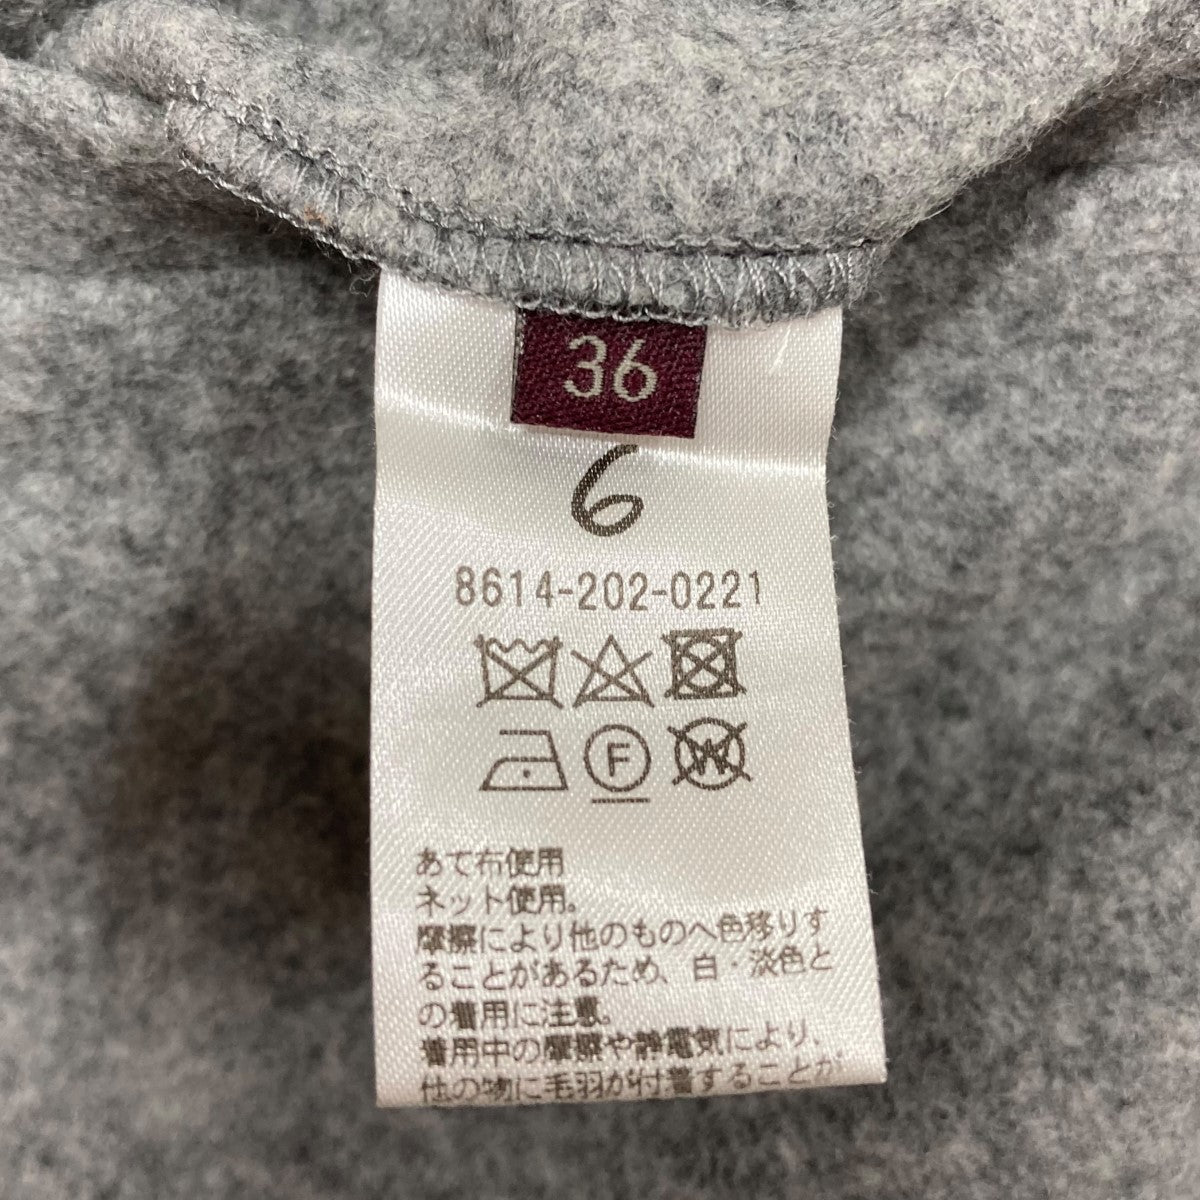 36
6
8614-202-0221
F
W
あて布使用
ネット使用。
摩擦により他のものへ色移りす
ることがあるため、白・淡色と
の着用に注意。
着用中の摩擦や静電気により、
他の物に毛羽が付着することが